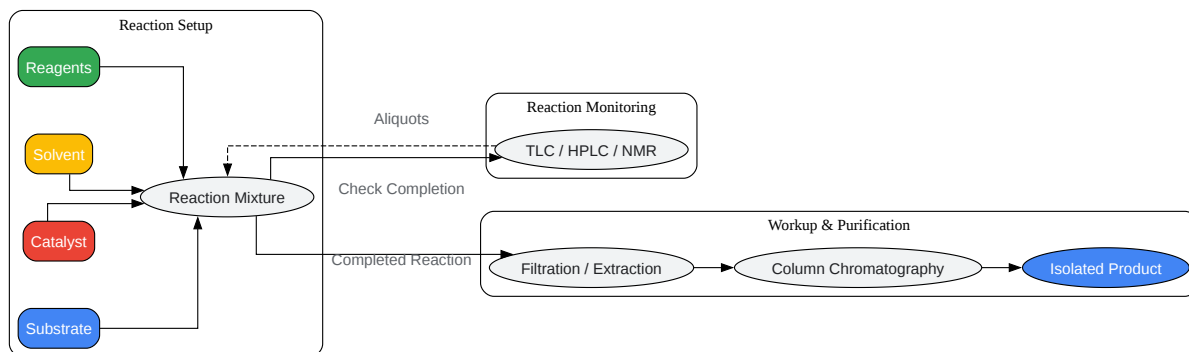 Reaction Setup
Reagents
Solvent
Catalyst
Substrate
Reaction Mixture
Aliquots
Check Completion
Completed Reaction
Reaction Monitoring
TLC / HPLC / NMR
Workup & Purification
Filtration / Extraction
Column Chromatography
Isolated Product